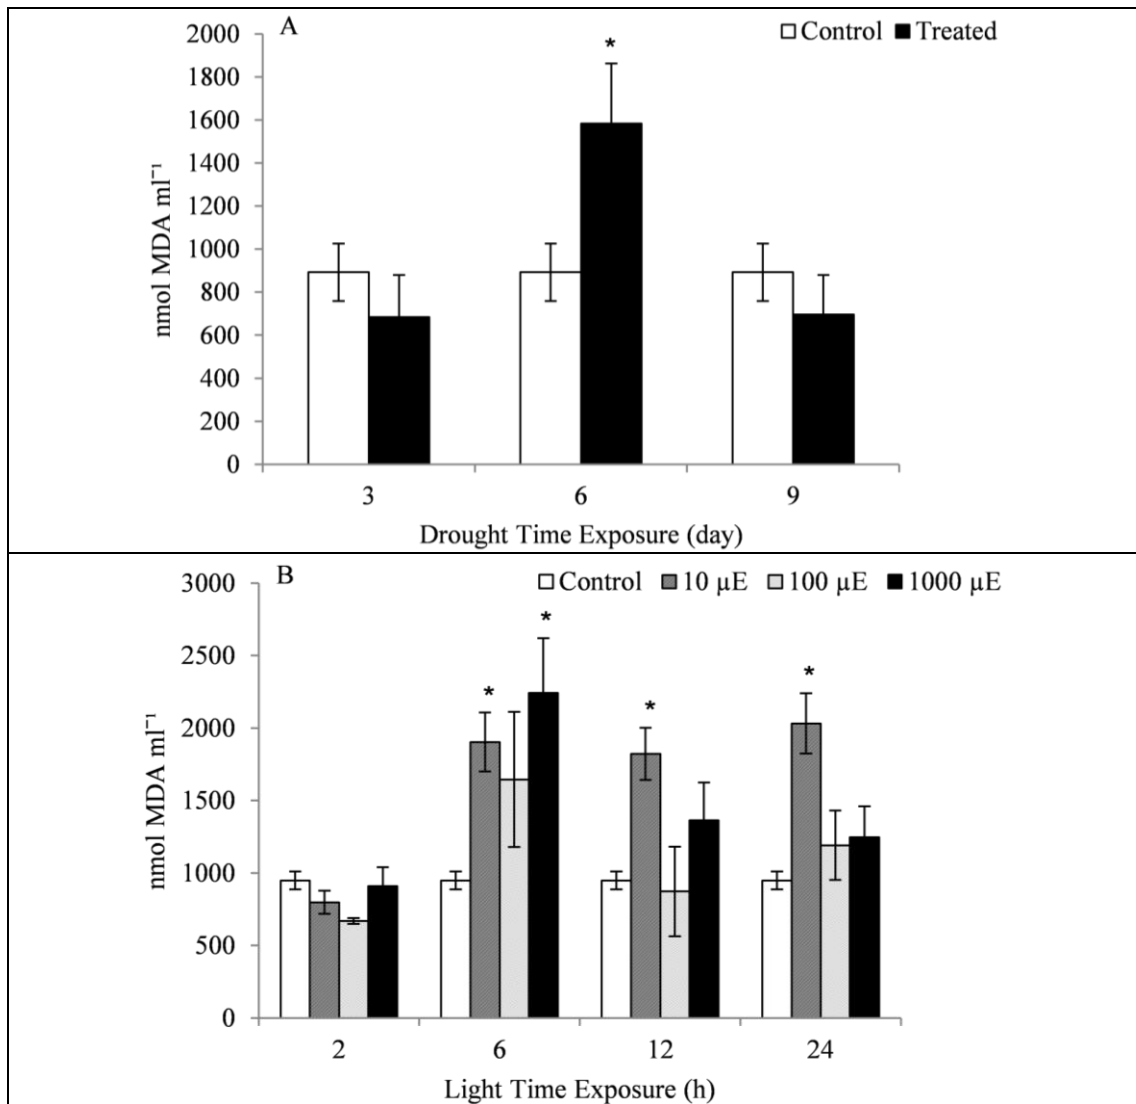 A
Control Treated
2000
1800
1600
1400
1200
1000
800
600
400
200
0
*
nmol MDA ml⁻¹
3 6 9
Drought Time Exposure (day)
B
Control 10 µE 100 µE 1000 µE
3000
2500
2000
1500
1000
500
0
* * * *
nmol MDA ml⁻¹
2 6 12 24
Light Time Exposure (h)